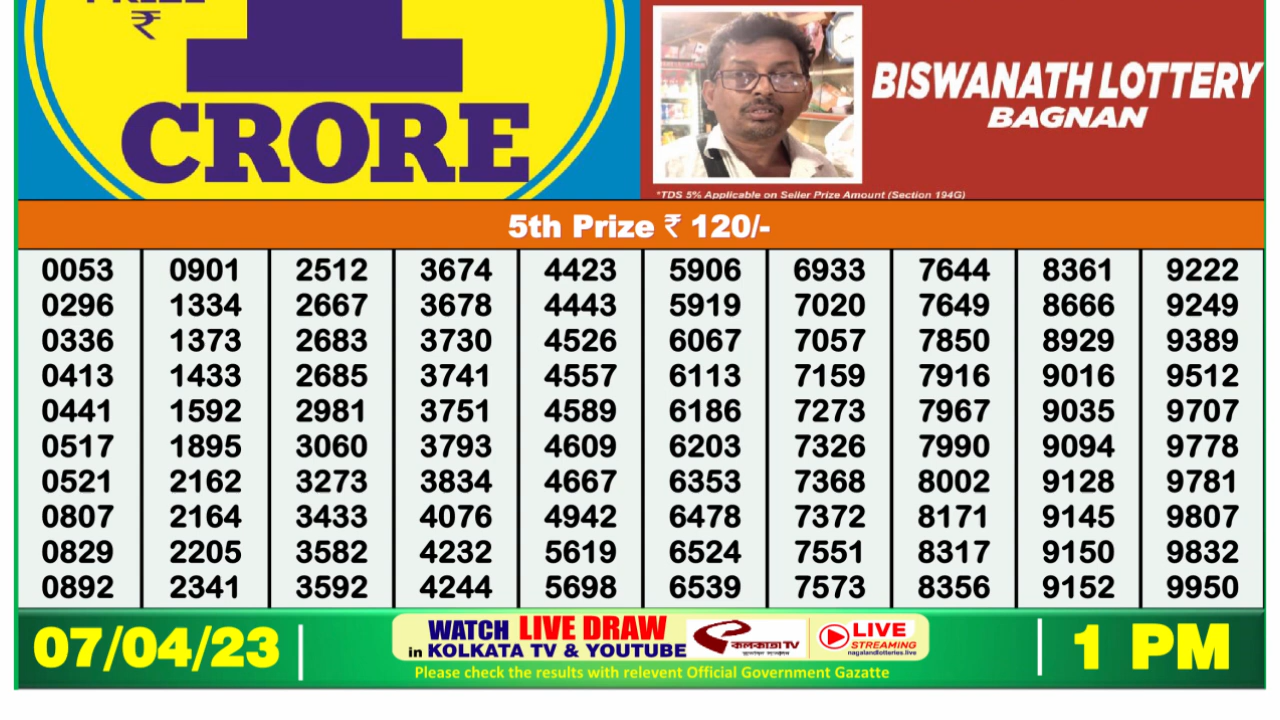 PRIZE
₹
1
CRORE
BISWANATH LOTTERY
BAGNAN
*TDS 5% Applicable on Seller Prize Amount (Section 194G)
5th Prize ₹ 120/-
0053 0901 2512 3674 4423 5906 6933 7644 8361 9222
0296 1334 2667 3678 4443 5919 7020 7649 8666 9249
0336 1373 2683 3730 4526 6067 7057 7850 8929 9389
0413 1433 2685 3741 4557 6113 7159 7916 9016 9512
0441 1592 2981 3751 4589 6186 7273 7967 9035 9707
0517 1895 3060 3793 4609 6203 7326 7990 9094 9778
0521 2162 3273 3834 4667 6353 7368 8002 9128 9781
0807 2164 3433 4076 4942 6478 7372 8171 9145 9807
0829 2205 3582 4232 5619 6524 7551 8317 9150 9832
0892 2341 3592 4244 5698 6539 7573 8356 9152 9950
07/04/23
WATCH LIVE DRAW
in KOLKATA TV & YOUTUBE
কলকাতা TV
LIVE
STREAMING
nagalandlotteries.live
Please check the results with relevent Official Government Gazatte
1 PM